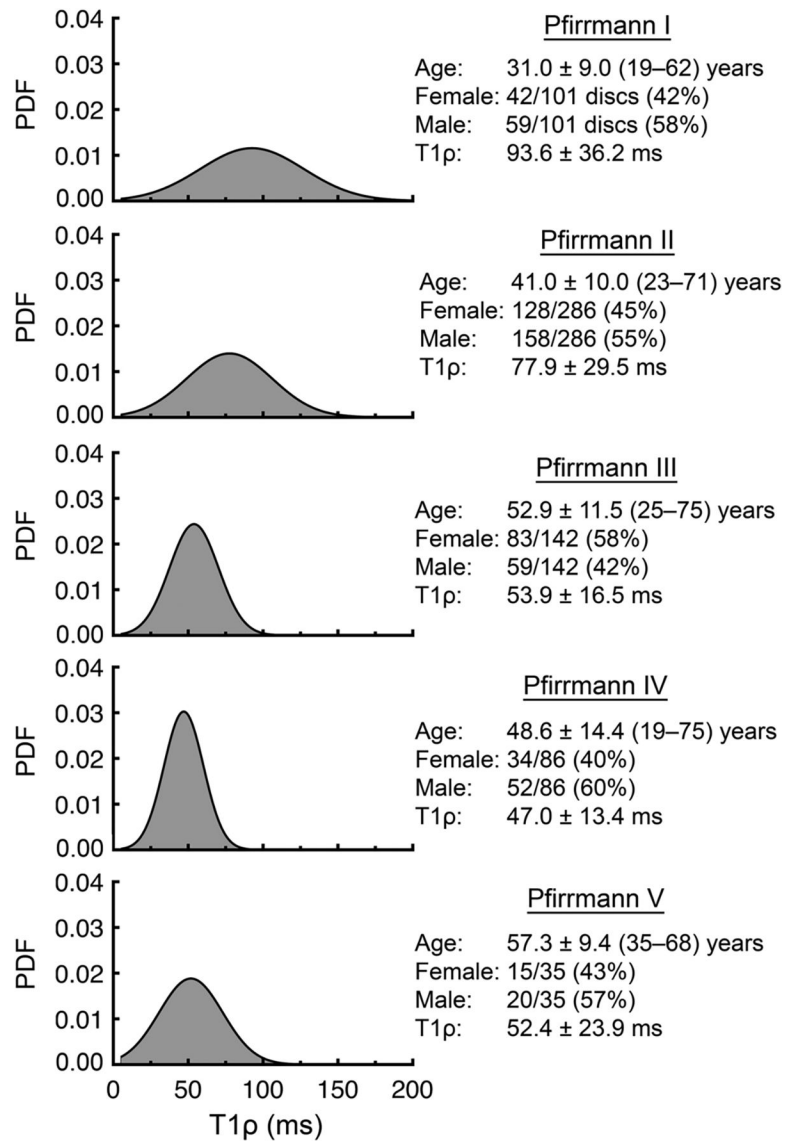 0.04
0.03
0.02
0.01
0.00
PDF
Pfirrmann I
Age: 31.0 ± 9.0 (19–62) years
Female: 42/101 discs (42%)
Male: 59/101 discs (58%)
T1ρ: 93.6 ± 36.2 ms
0.04
0.03
0.02
0.01
0.00
PDF
Pfirrmann II
Age: 41.0 ± 10.0 (23–71) years
Female: 128/286 (45%)
Male: 158/286 (55%)
T1ρ: 77.9 ± 29.5 ms
0.04
0.03
0.02
0.01
0.00
PDF
Pfirrmann III
Age: 52.9 ± 11.5 (25–75) years
Female: 83/142 (58%)
Male: 59/142 (42%)
T1ρ: 53.9 ± 16.5 ms
0.04
0.03
0.02
0.01
0.00
PDF
Pfirrmann IV
Age: 48.6 ± 14.4 (19–75) years
Female: 34/86 (40%)
Male: 52/86 (60%)
T1ρ: 47.0 ± 13.4 ms
0.04
0.03
0.02
0.01
0.00
PDF
Pfirrmann V
Age: 57.3 ± 9.4 (35–68) years
Female: 15/35 (43%)
Male: 20/35 (57%)
T1ρ: 52.4 ± 23.9 ms
0 50 100 150 200
T1ρ (ms)